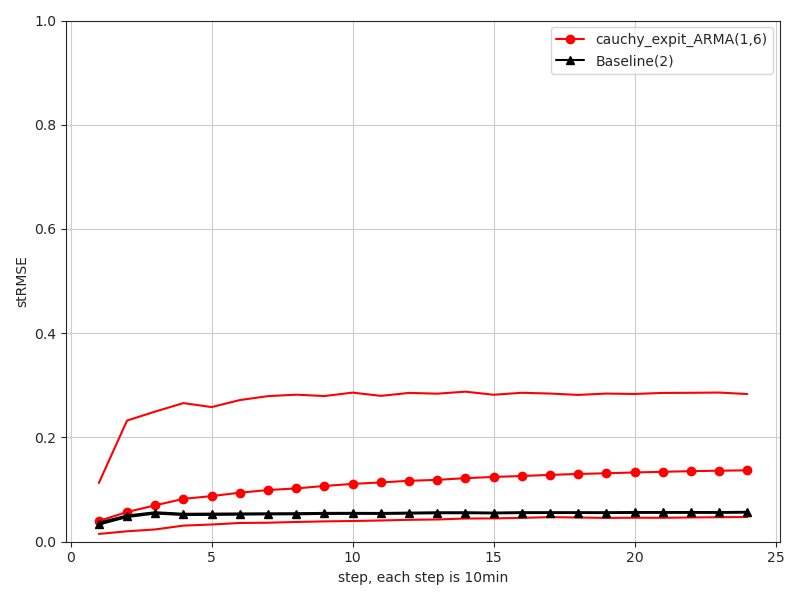 cauchy_expit_ARMA(1,6)
Baseline(2)
stRMSE
1.0
0.8
0.6
0.4
0.2
0.0
0 5 10 15 20 25
step, each step is 10min